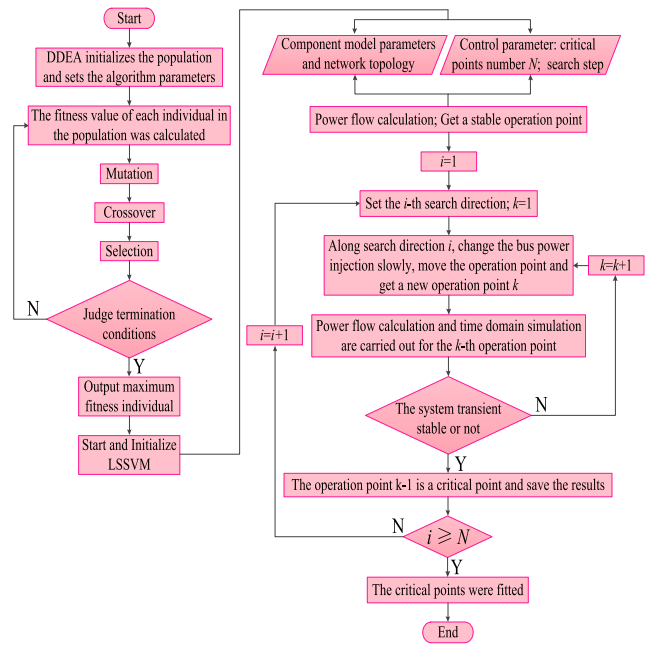 Start
DDEA initializes the population
and sets the algorithm parameters
The fitness value of each individual in
the population was calculated
Mutation
Crossover
Selection
N
Judge termination
conditions
Y
Output maximum
fitness individual
Start and Initialize
LSSVM
Component model parameters
and network topology
Control parameter: critical
points number N; search step
Power flow calculation; Get a stable operation point
i=1
Set the i-th search direction; k=1
Along search direction i, change the bus power
injection slowly, move the operation point and
get a new operation point k
k=k+1
i=i+1
Power flow calculation and time domain simulation
are carried out for the k-th operation point
The system transient
stable or not
N
Y
The operation point k-1 is a critical point and save the results
N
i ⩾ N
Y
The critical points were fitted
End